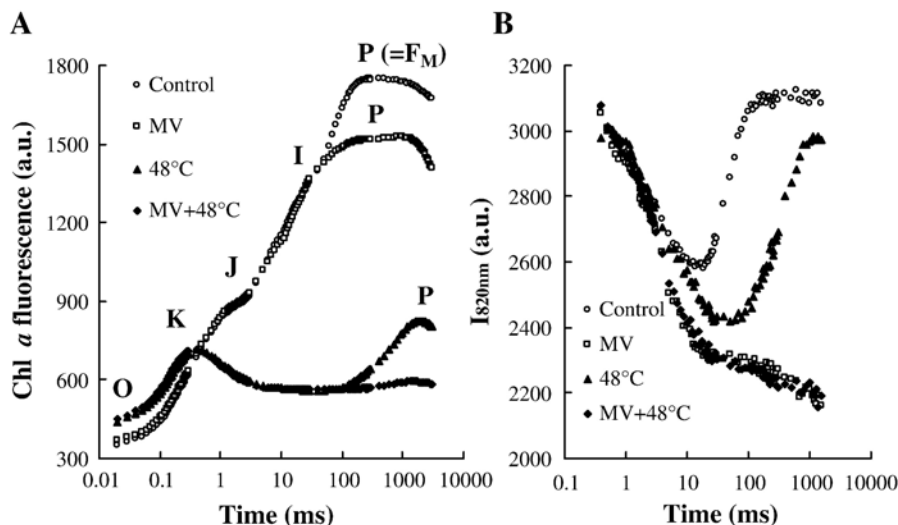 A
Chl a fluorescence (a.u.)
1800
1500
1200
900
600
300
P (=FM)
Control
MV
48°C
MV+48°C
P
I
J
K
P
O
0.01 0.1 1 10 100 1000 10000
Time (ms)
B
I820nm (a.u.)
3200
3000
2800
2600
2400
2200
2000
Control
MV
48°C
MV+48°C
0.1 1 10 100 1000 10000
Time (ms)